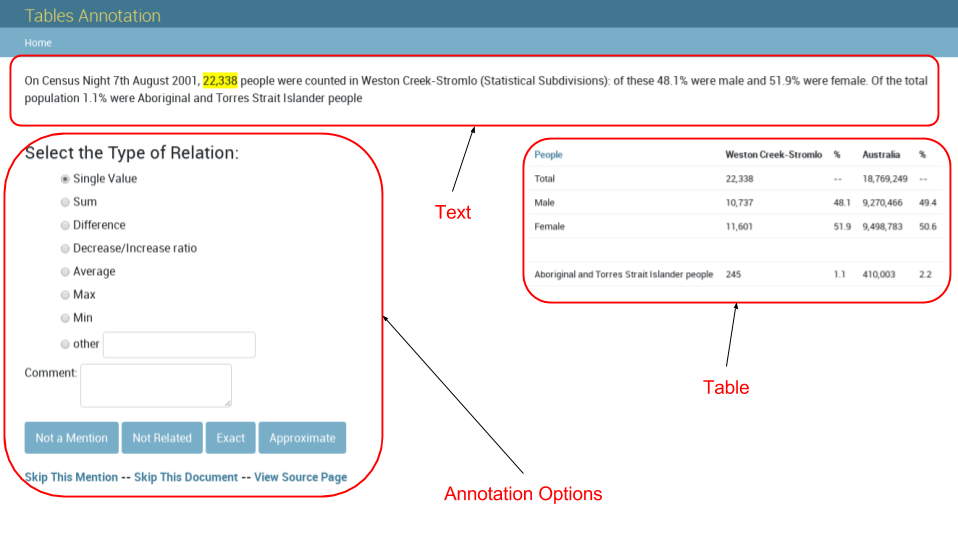 Tables Annotation
Home
On Census Night 7th August 2001, 22,338 people were counted in Weston Creek-Stromlo (Statistical Subdivisions): of these 48.1% were male and 51.9% were female. Of the total
population 1.1% were Aboriginal and Torres Strait Islander people
Text
Select the Type of Relation:
Single Value
Sum
Difference
Decrease/Increase ratio
Average
Max
Min
other
Comment:
Not a Mention Not Related Exact Approximate
Skip This Mention -- Skip This Document -- View Source Page
Annotation Options
People Weston Creek-Stromlo % Australia %
Total 22,338 -- 18,769,249 --
Male 10,737 48.1 9,270,466 49.4
Female 11,601 51.9 9,498,783 50.6
Aboriginal and Torres Strait Islander people 245 1.1 410,003 2.2
Table